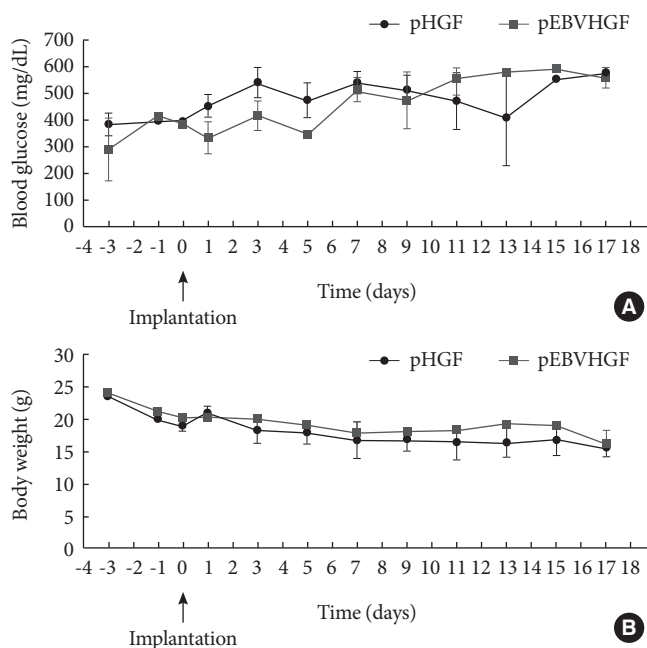 pHGF pEBVHGF
Blood glucose (mg/dL)
700
600
500
400
300
200
100
0
-4 -3 -2 -1 0 1 2 3 4 5 6 7 8 9 10 11 12 13 14 15 16 17 18
Time (days)
Implantation
A
pHGF pEBVHGF
Body weight (g)
30
25
20
15
10
5
0
-4 -3 -2 -1 0 1 2 3 4 5 6 7 8 9 10 11 12 13 14 15 16 17 18
Time (days)
Implantation
B